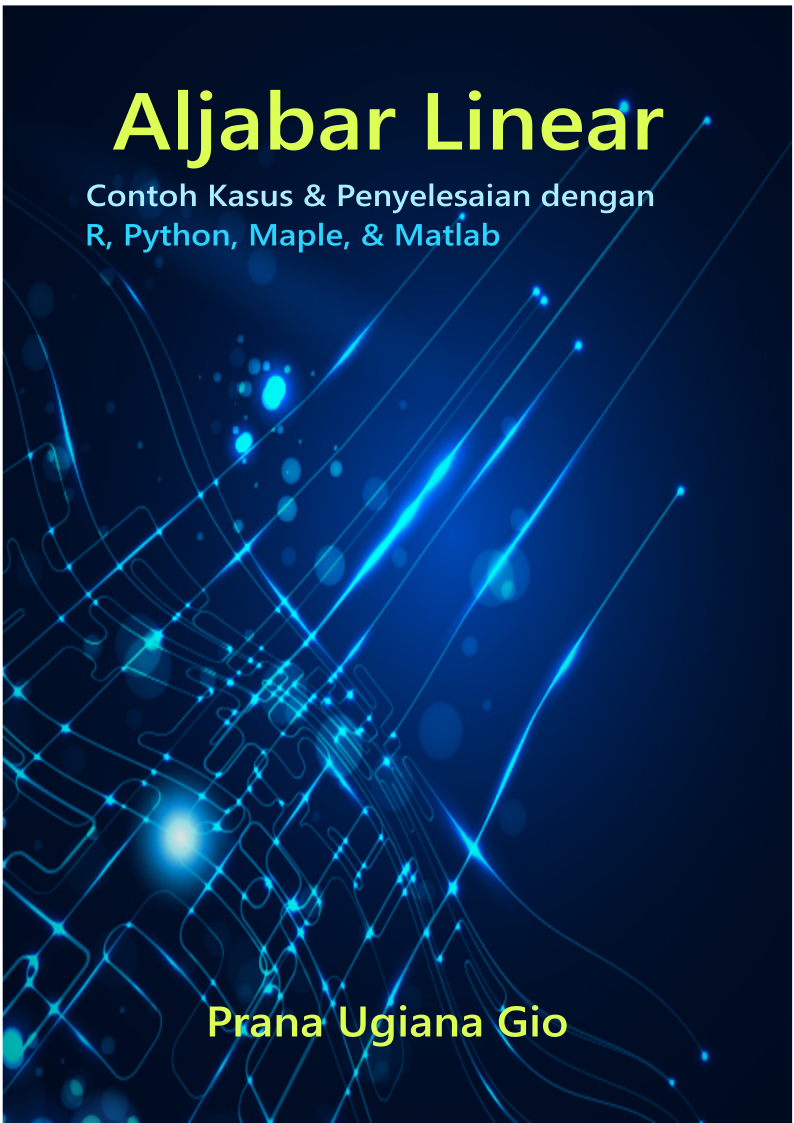 Aljabar Linear
Contoh Kasus & Penyelesaian dengan
R, Python, Maple, & Matlab
Prana Ugiana Gio